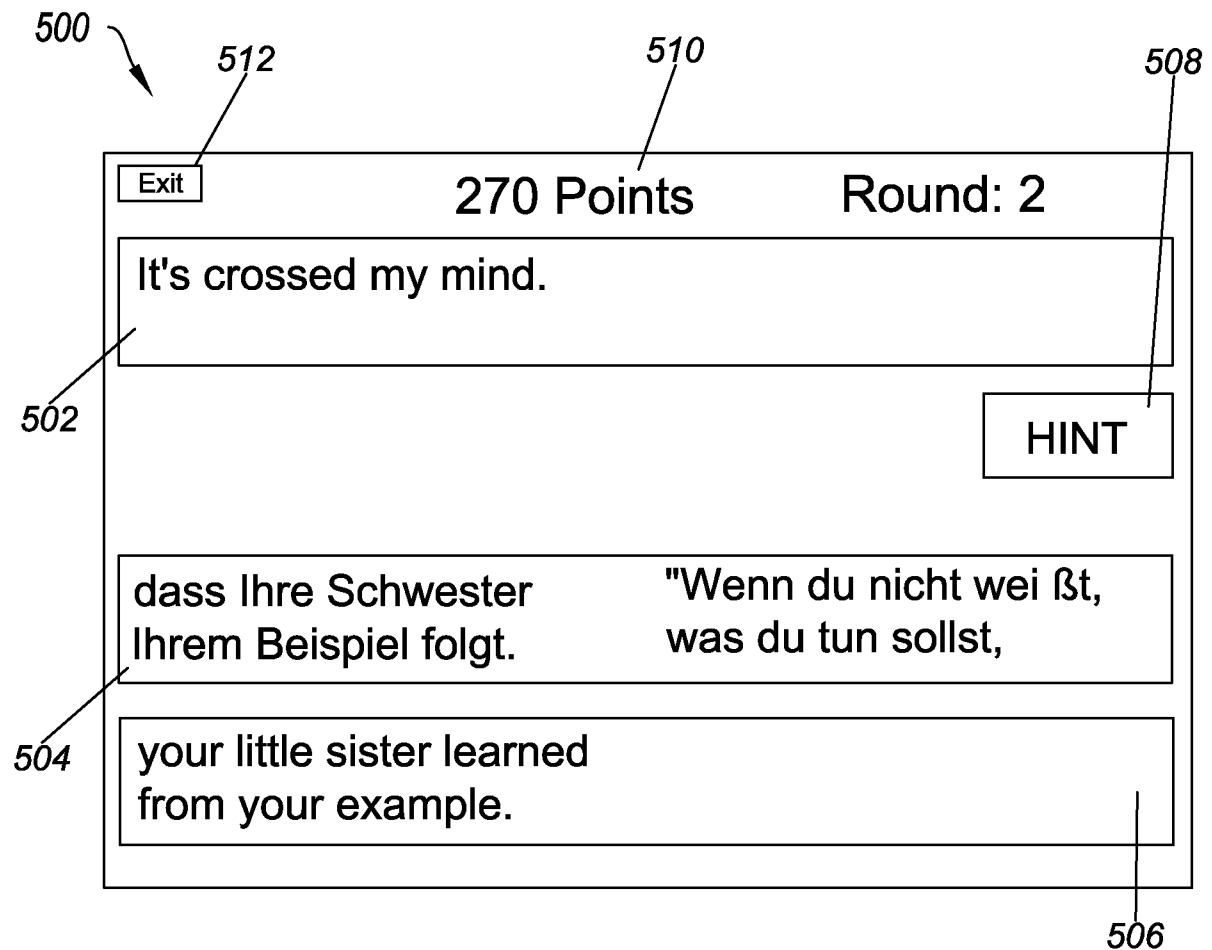 500
512
510
508
Exit
270 Points
Round: 2
It's crossed my mind.
502
HINT
dass Ihre Schwester
Ihrem Beispiel folgt.
"Wenn du nicht wei ßt,
was du tun sollst,
504
your little sister learned
from your example.
506